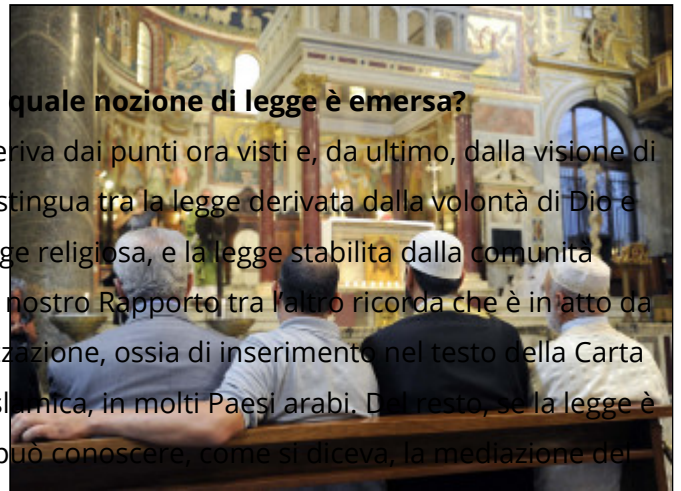 quale nozione di legge è emersa?
eriva dai punti ora visti e, da ultimo, dalla visione di
stingua tra la legge derivata dalla volontà di Dio e
ge religiosa, e la legge stabilita dalla comunità
nostro Rapporto tra l'altro ricorda che è in atto da
zazione, ossia di inserimento nel testo della Carta
slamica, in molti Paesi arabi. Del resto, se la legge è
può conoscere, come si diceva, la mediazione del